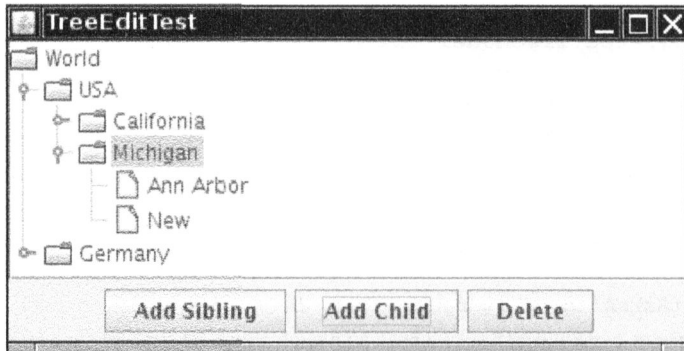 TreeEditTest
World
USA
California
Michigan
Ann Arbor
New
Germany
Add Sibling Add Child Delete